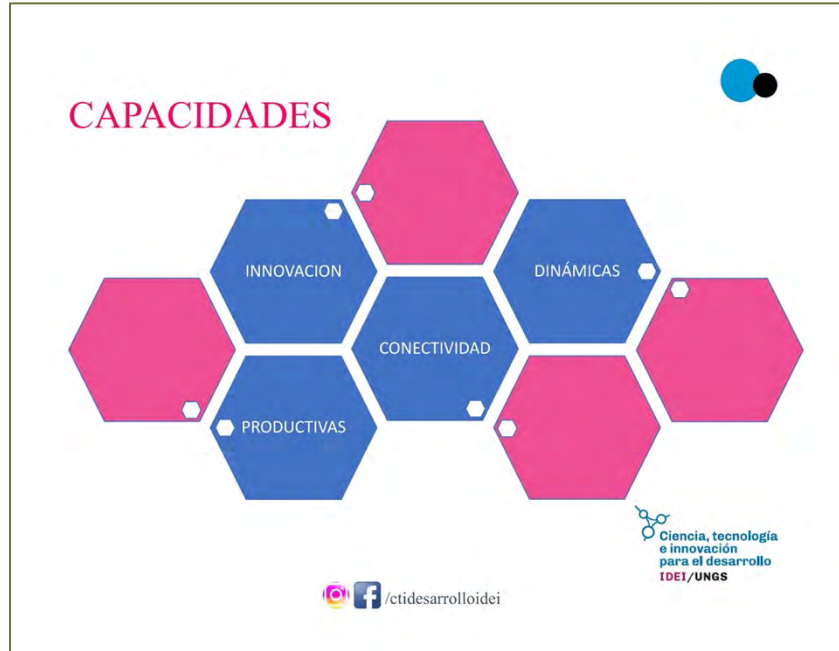 CAPACIDADES
INNOVACION
DINÁMICAS
CONECTIVIDAD
PRODUCTIVAS
Ciencia, tecnología
e innovación
para el desarrollo
IDEI/UNGS
/ctidesarrolloidei